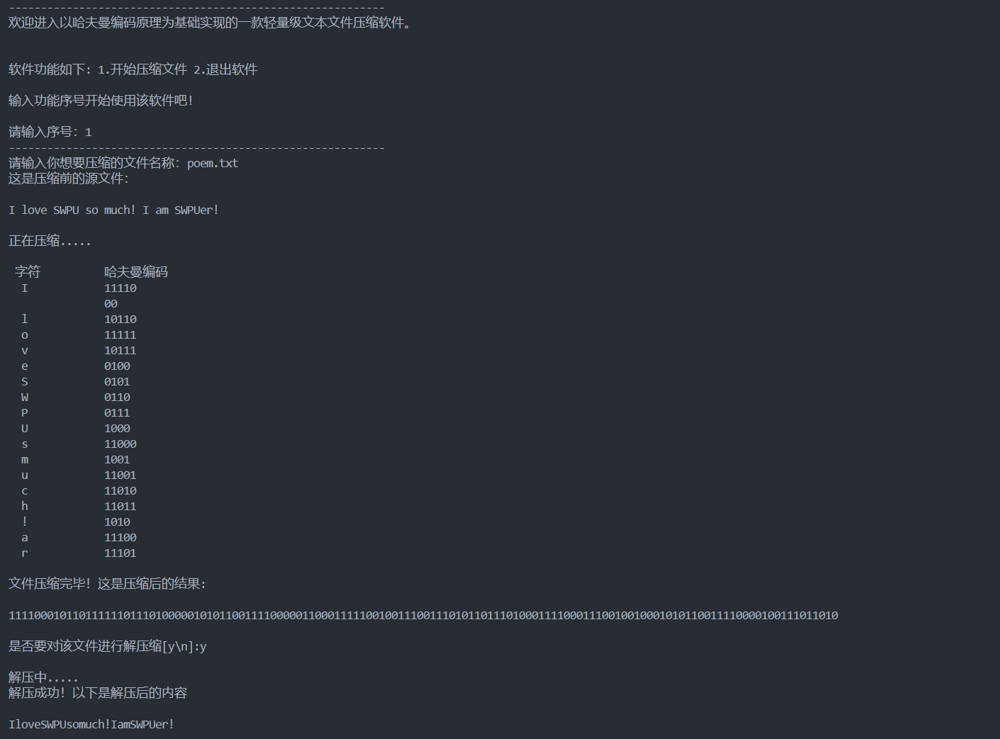 -----------------------------------------------------------
欢迎进入以哈夫曼编码原理为基础实现的一款轻量级文本文件压缩软件。
软件功能如下: 1.开始压缩文件 2.退出软件
输入功能序号开始使用该软件吧!
请输入序号: 1
-----------------------------------------------------------
请输入你想要压缩的文件名称: poem.txt
这是压缩前的源文件:
I love SWPU so much! I am SWPUer!
正在压缩.....
字符 哈夫曼编码
I 11110
00
l 10110
o 11111
v 10111
e 0100
S 0101
W 0110
P 0111
U 1000
s 11000
m 1001
u 11001
c 11010
h 11011
! 1010
a 11100
r 11101
文件压缩完毕! 这是压缩后的结果:
1111000101101111110111010000010101100111100000110001111100100111001110101101110100011110001110010010001010110011110000100111011010
是否要对该文件进行解压缩[y\n]:y
解压中.....
解压成功! 以下是解压后的内容
IloveSWPUsomuch!IamSWPUer!